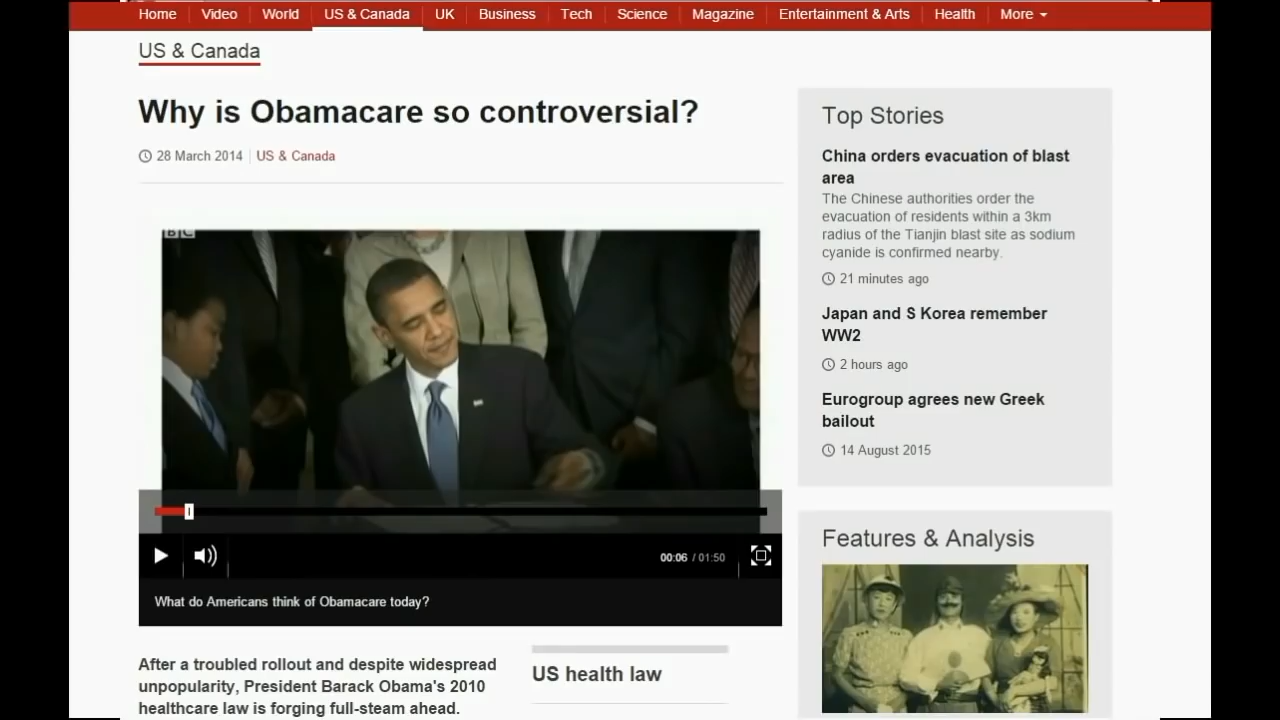 Home Video World US & Canada UK Business Tech Science Magazine Entertainment & Arts Health More
US & Canada
Why is Obamacare so controversial?
28 March 2014 US & Canada
BBC
00:06 / 01:50
What do Americans think of Obamacare today?
After a troubled rollout and despite widespread
unpopularity, President Barack Obama's 2010
healthcare law is forging full-steam ahead.
US health law
Top Stories
China orders evacuation of blast
area
The Chinese authorities order the
evacuation of residents within a 3km
radius of the Tianjin blast site as sodium
cyanide is confirmed nearby.
21 minutes ago
Japan and S Korea remember
WW2
2 hours ago
Eurogroup agrees new Greek
bailout
14 August 2015
Features & Analysis